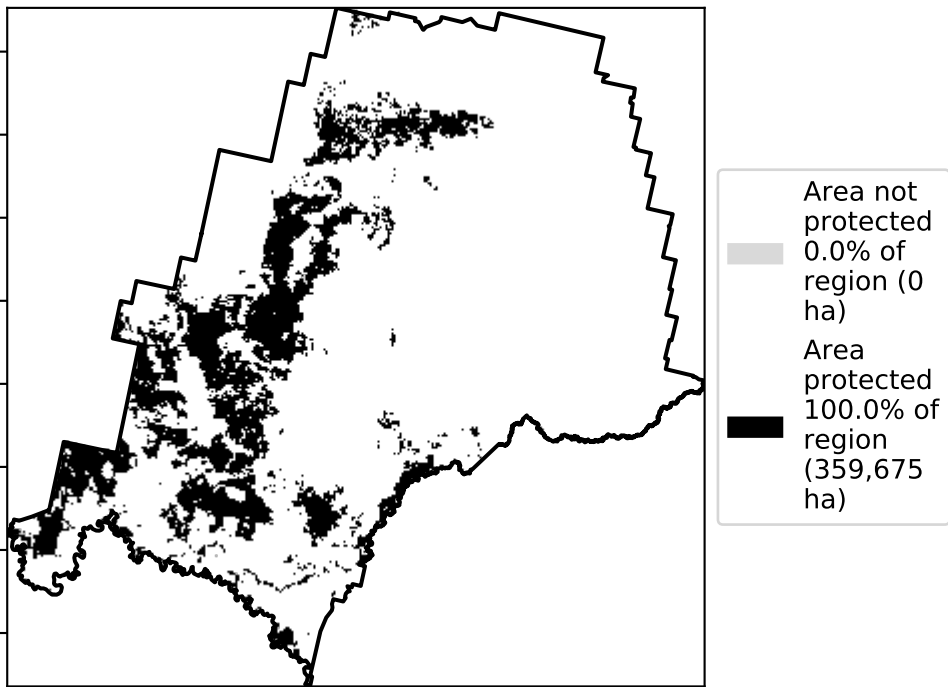 Area not
protected
0.0% of
region (0
ha)
Area
protected
100.0% of
region
(359,675
ha)